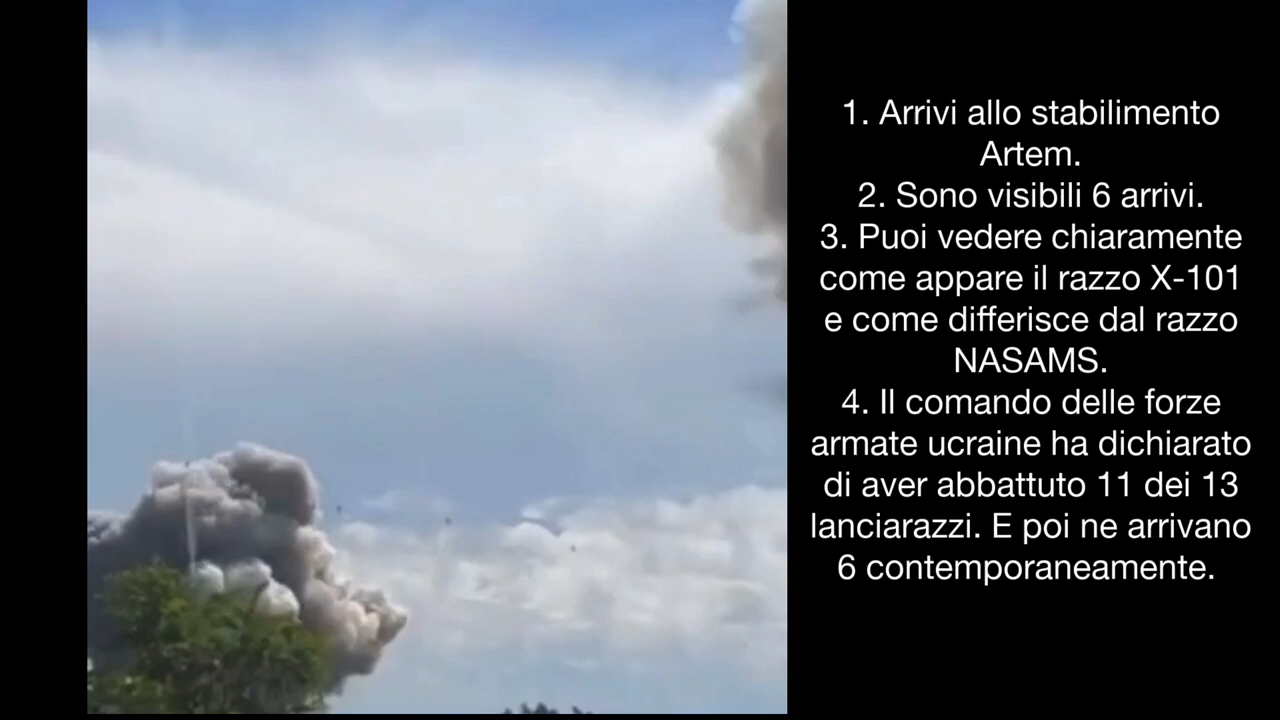 1. Arrivi allo stabilimento
Artem.
2. Sono visibili 6 arrivi.
3. Puoi vedere chiaramente
come appare il razzo X-101
e come differisce dal razzo
NASAMS.
4. Il comando delle forze
armate ucraine ha dichiarato
di aver abbattuto 11 dei 13
lanciarazzi. E poi ne arrivano
6 contemporaneamente.